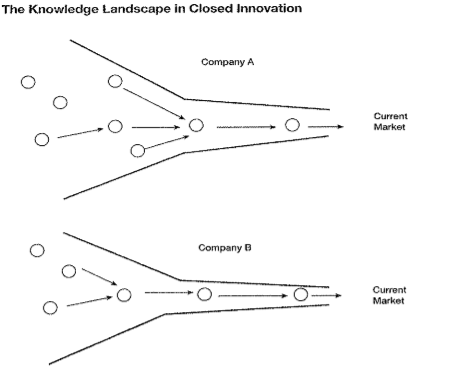 The Knowledge Landscape in Closed Innovation
Company A
Current
Market
Company B
Current
Market